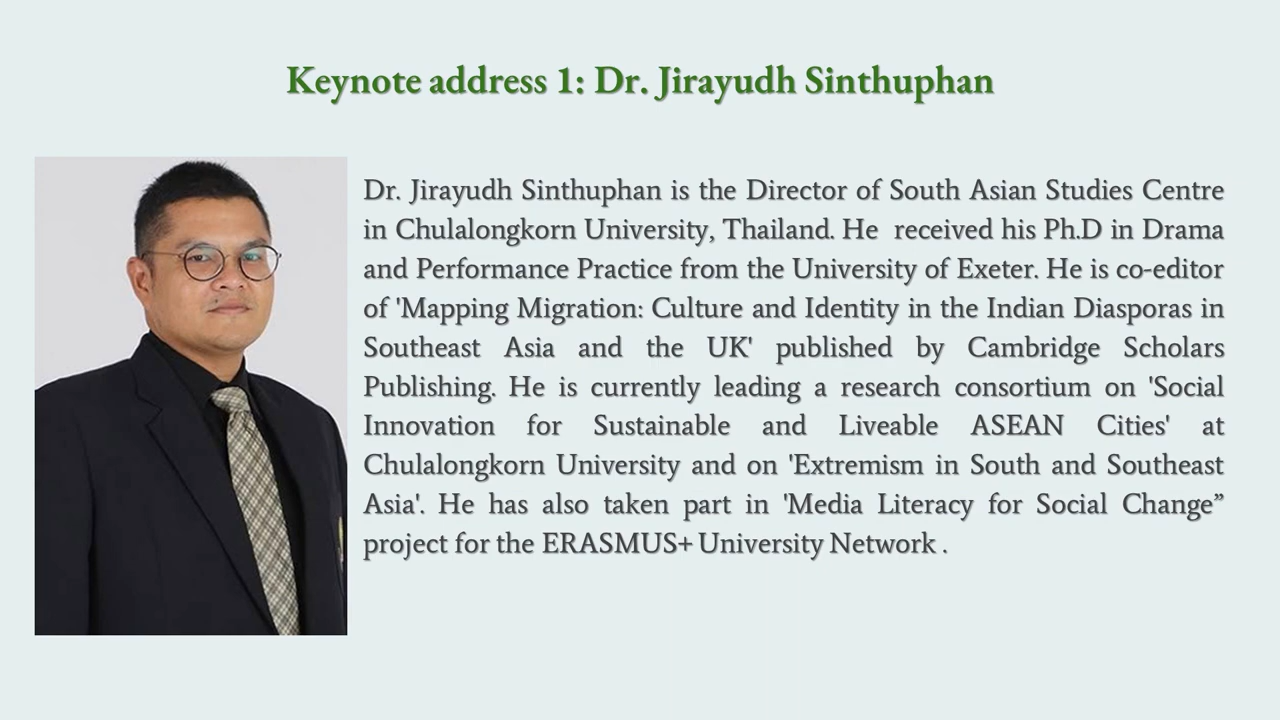 Keynote address 1: Dr. Jirayudh Sinthuphan
Dr. Jirayudh Sinthuphan is the Director of South Asian Studies Centre
in Chulalongkorn University, Thailand. He  received his Ph.D in Drama
and Performance Practice from the University of Exeter. He is co-editor
of 'Mapping Migration: Culture and Identity in the Indian Diasporas in
Southeast Asia and the UK' published by Cambridge Scholars
Publishing. He is currently leading a research consortium on 'Social
Innovation for Sustainable and Liveable ASEAN Cities' at
Chulalongkorn University and on 'Extremism in South and Southeast
Asia'. He has also taken part in 'Media Literacy for Social Change”
project for the ERASMUS+ University Network .